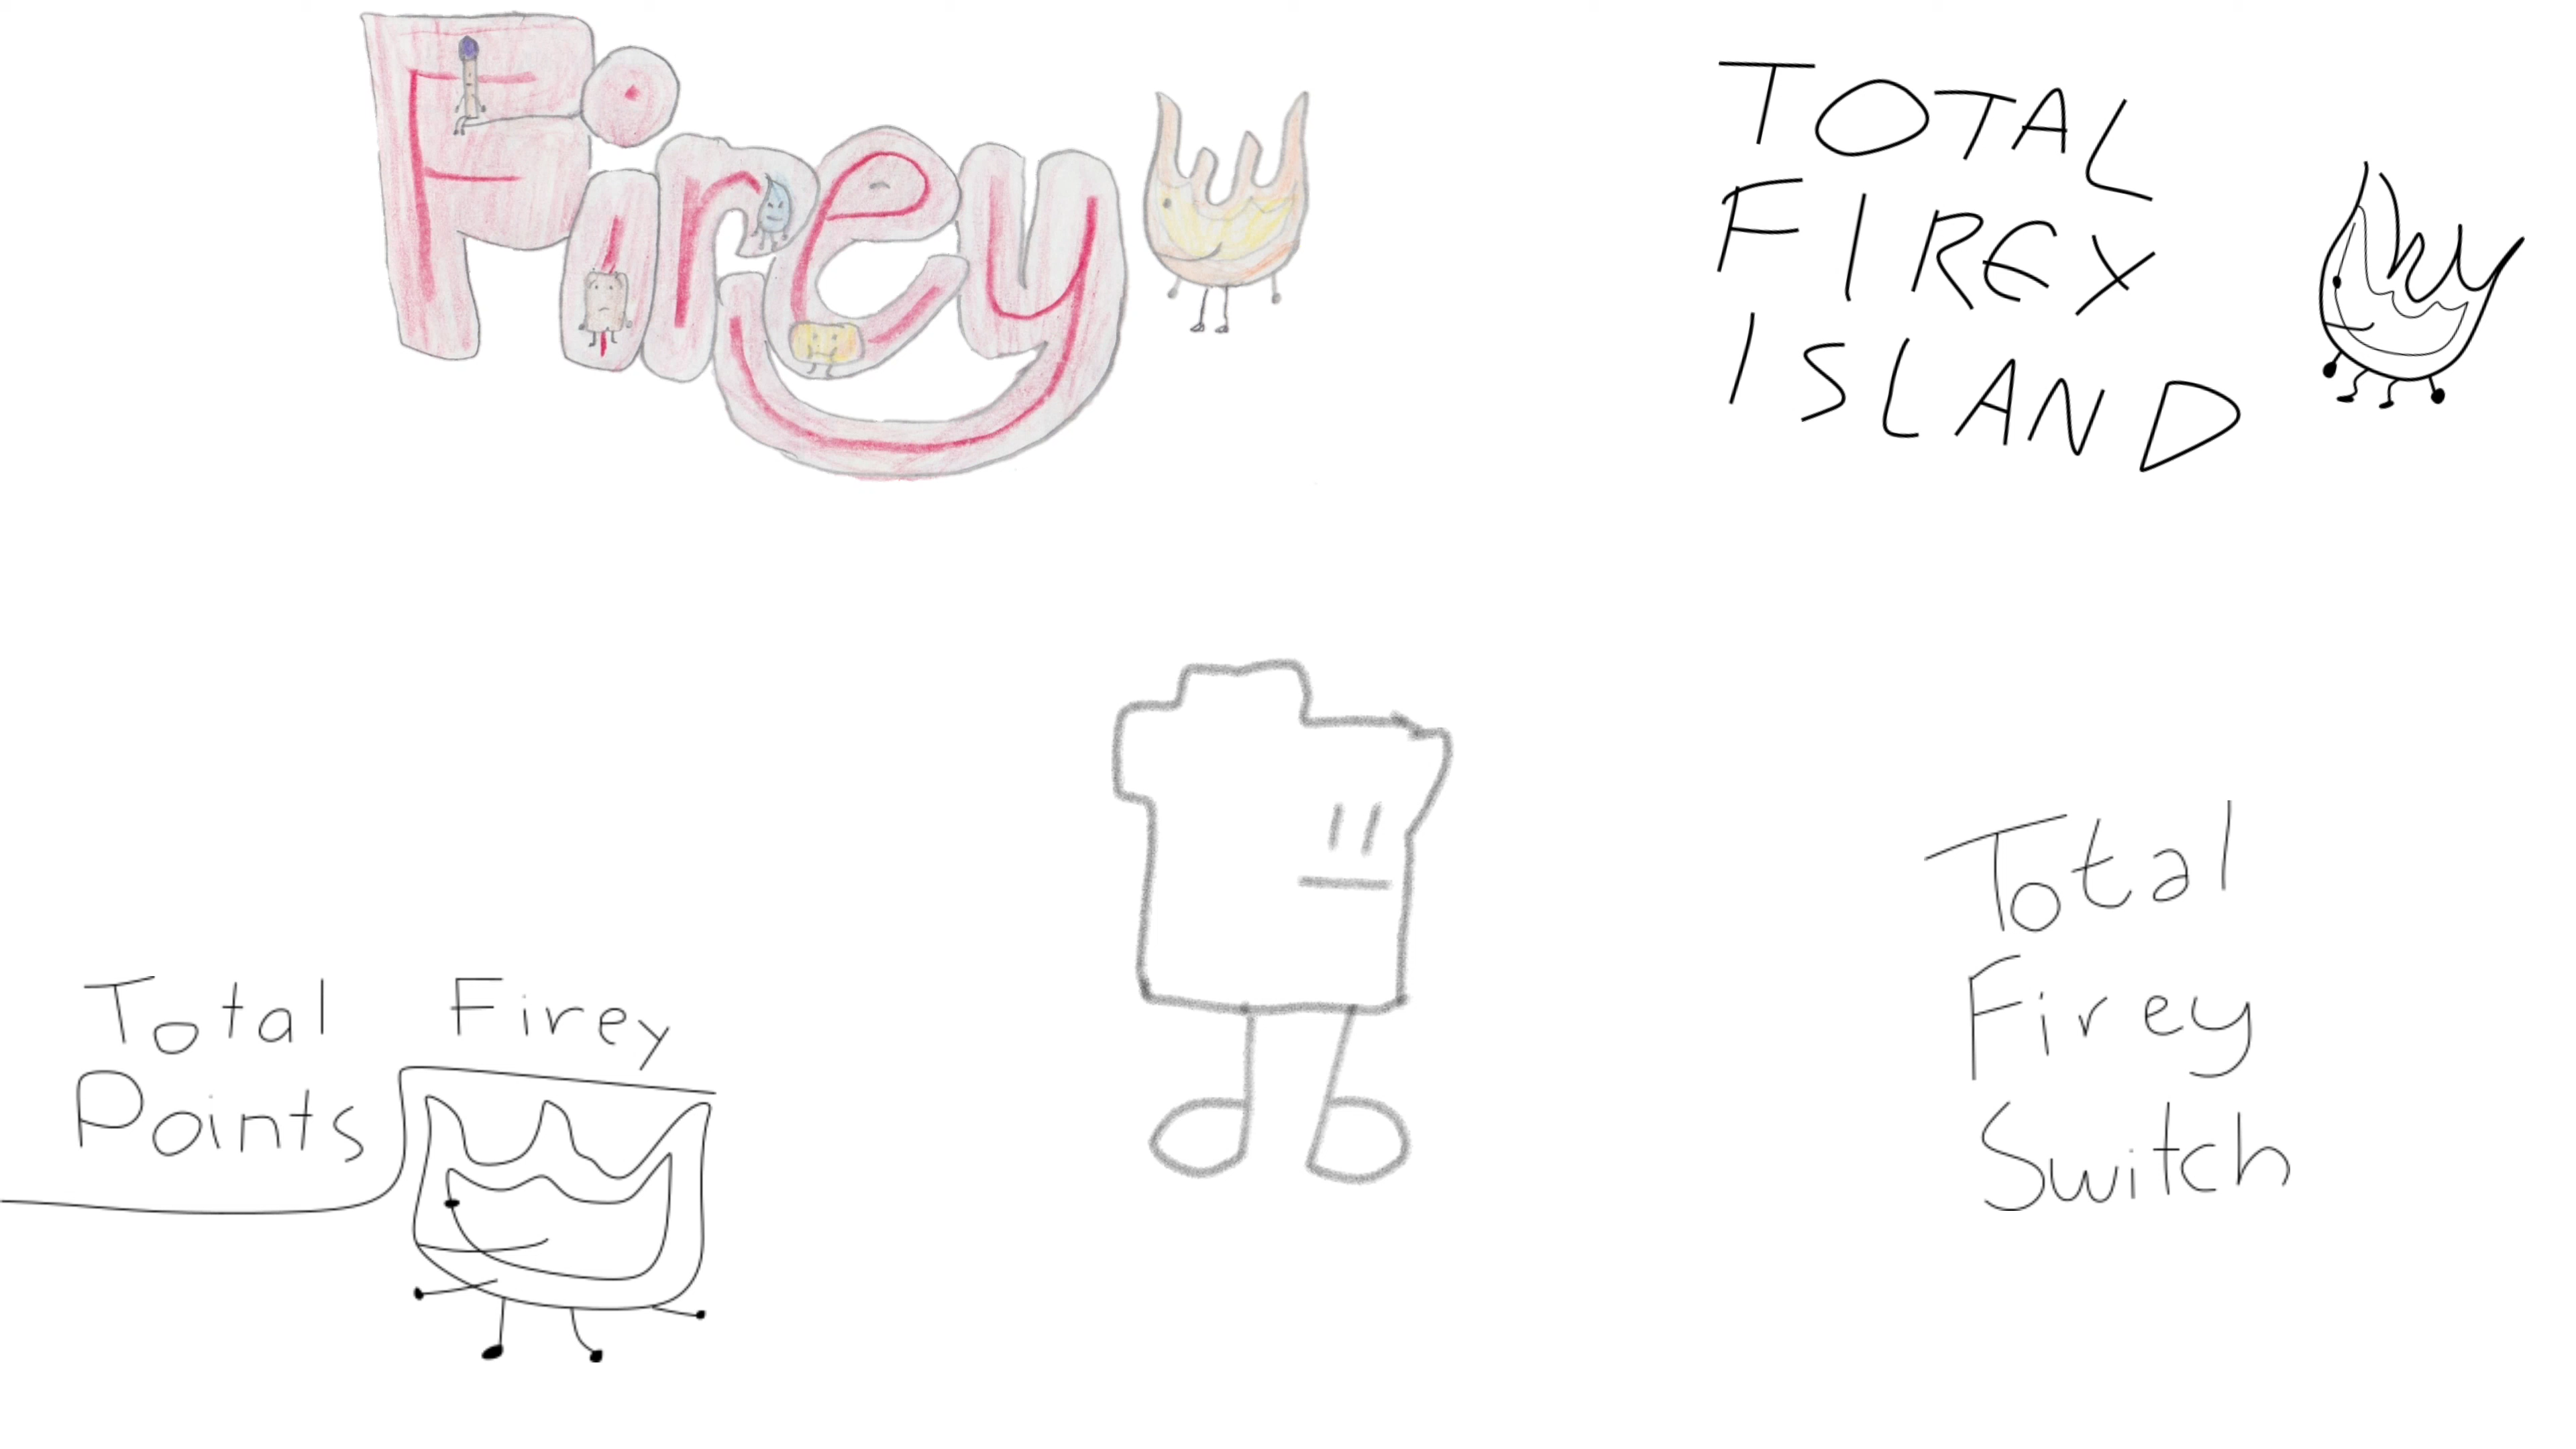 Firey
TOTAL
FIREY
ISLAND
Total Firey
Points
Total
Firey
Switch